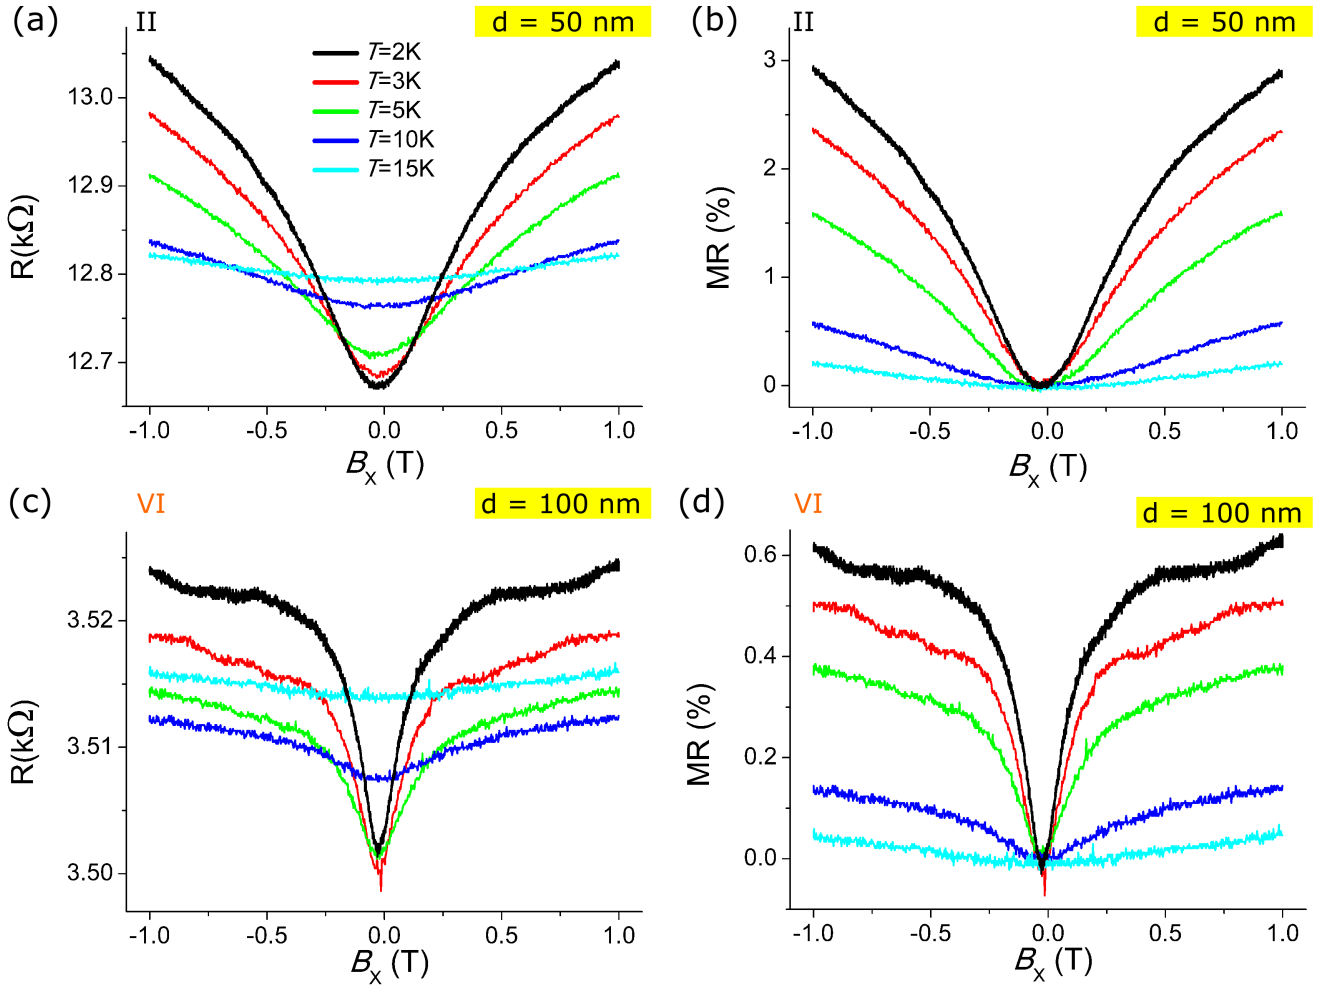 (a) II d = 50 nm
T=2K
T=3K
T=5K
T=10K
T=15K
R(kΩ)
13.0
12.9
12.8
12.7
-1.0 -0.5 0.0 0.5 1.0
Bx (T)
(b) II d = 50 nm
MR (%)
3
2
1
0
-1.0 -0.5 0.0 0.5 1.0
Bx (T)
(c) VI d = 100 nm
R(kΩ)
3.52
3.51
3.50
-1.0 -0.5 0.0 0.5 1.0
Bx (T)
(d) VI d = 100 nm
MR (%)
0.6
0.4
0.2
0.0
-1.0 -0.5 0.0 0.5 1.0
Bx (T)